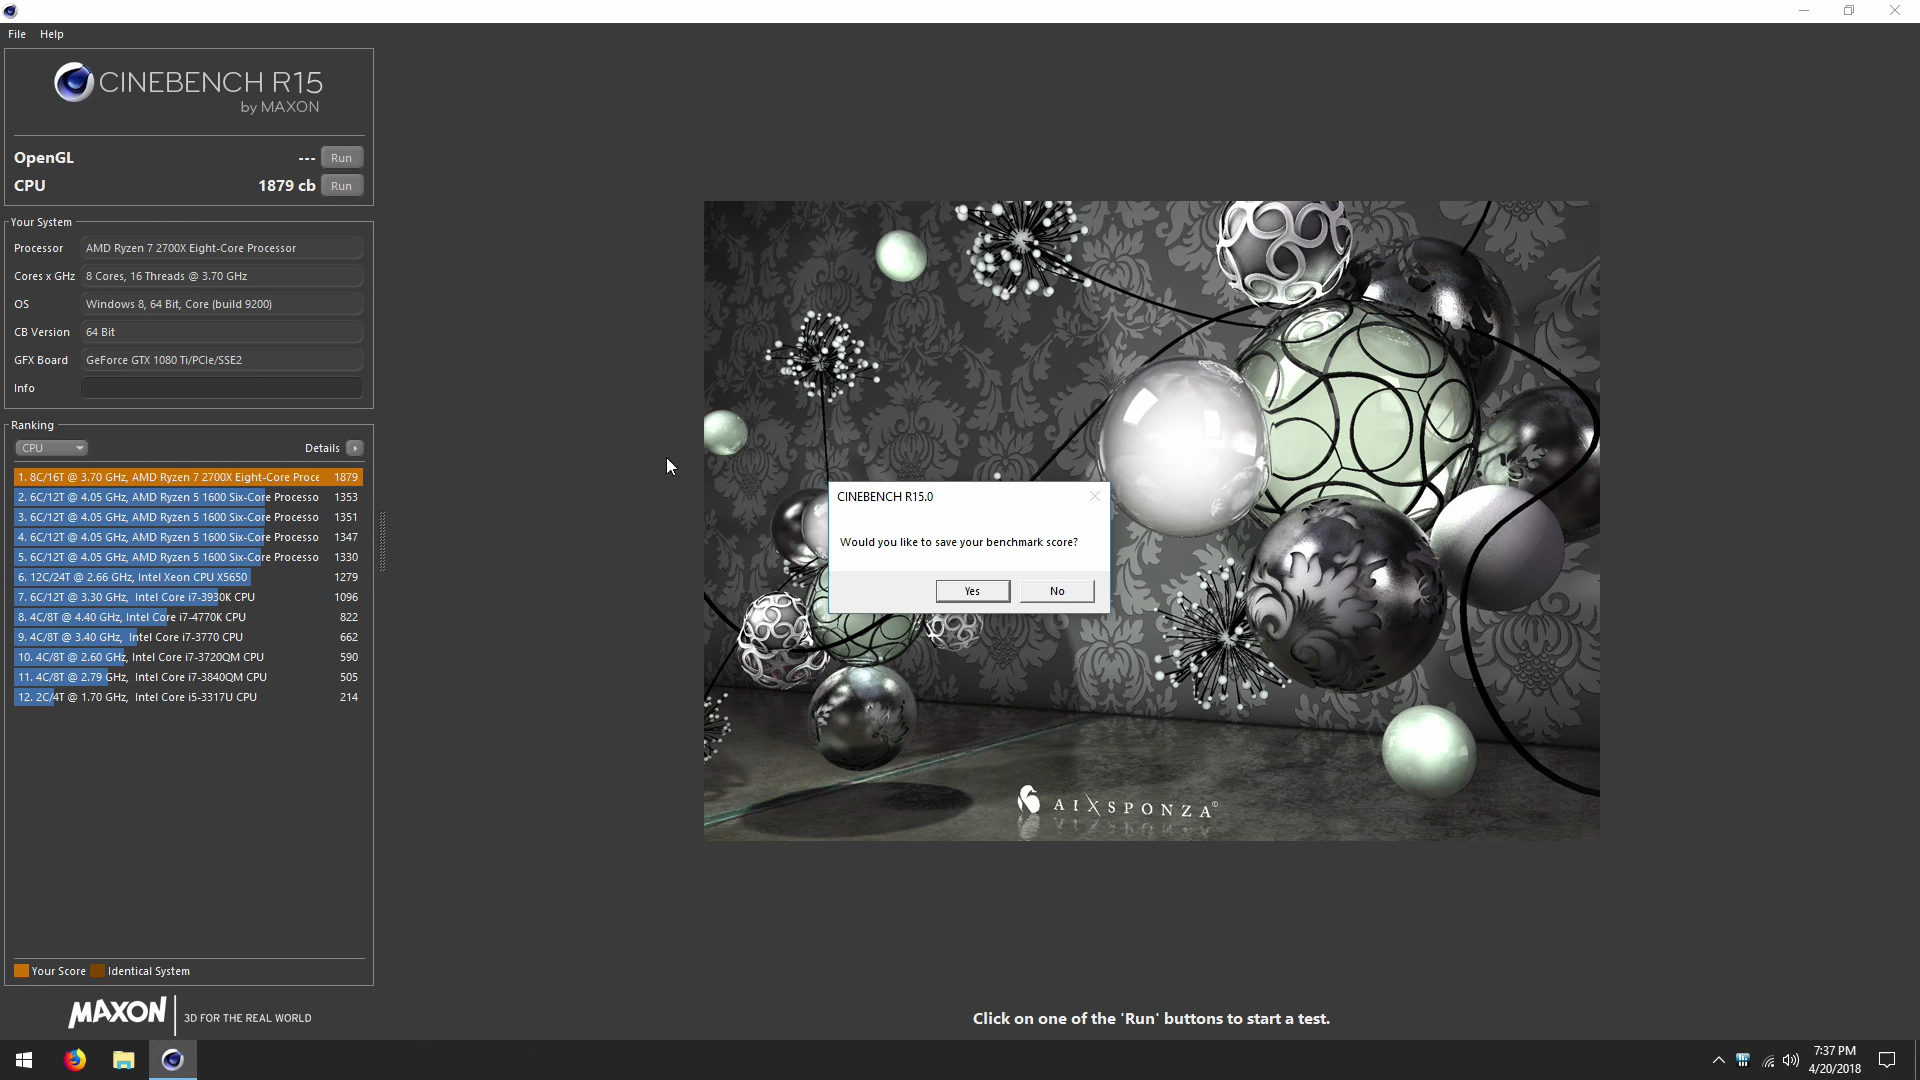 File Help
CINEBENCH R15
by MAXON
OpenGL --- Run
CPU 1879 cb Run
Your System
Processor AMD Ryzen 7 2700X Eight-Core Processor
Cores x GHz 8 Cores, 16 Threads @ 3.70 GHz
OS Windows 8, 64 Bit, Core (build 9200)
CB Version 64 Bit
GFX Board GeForce GTX 1080 Ti/PCIe/SSE2
Info
Ranking
CPU Details
1. 8C/16T @ 3.70 GHz, AMD Ryzen 7 2700X Eight-Core Proce 1879
2. 6C/12T @ 4.05 GHz, AMD Ryzen 5 1600 Six-Core Processo 1353
3. 6C/12T @ 4.05 GHz, AMD Ryzen 5 1600 Six-Core Processo 1351
4. 6C/12T @ 4.05 GHz, AMD Ryzen 5 1600 Six-Core Processo 1347
5. 6C/12T @ 4.05 GHz, AMD Ryzen 5 1600 Six-Core Processo 1330
6. 12C/24T @ 2.66 GHz, Intel Xeon CPU X5650 1279
7. 6C/12T @ 3.30 GHz, Intel Core i7-3930K CPU 1096
8. 4C/8T @ 4.40 GHz, Intel Core i7-4770K CPU 822
9. 4C/8T @ 3.40 GHz, Intel Core i7-3770 CPU 662
10. 4C/8T @ 2.60 GHz, Intel Core i7-3720QM CPU 590
11. 4C/8T @ 2.79 GHz, Intel Core i7-3840QM CPU 505
12. 2C/4T @ 1.70 GHz, Intel Core i5-3317U CPU 214
Your Score Identical System
MAXON 3D FOR THE REAL WORLD
CINEBENCH R15.0
Would you like to save your benchmark score?
Yes No
AIXSPONZA®
Click on one of the 'Run' buttons to start a test.
7:37 PM
4/20/2018